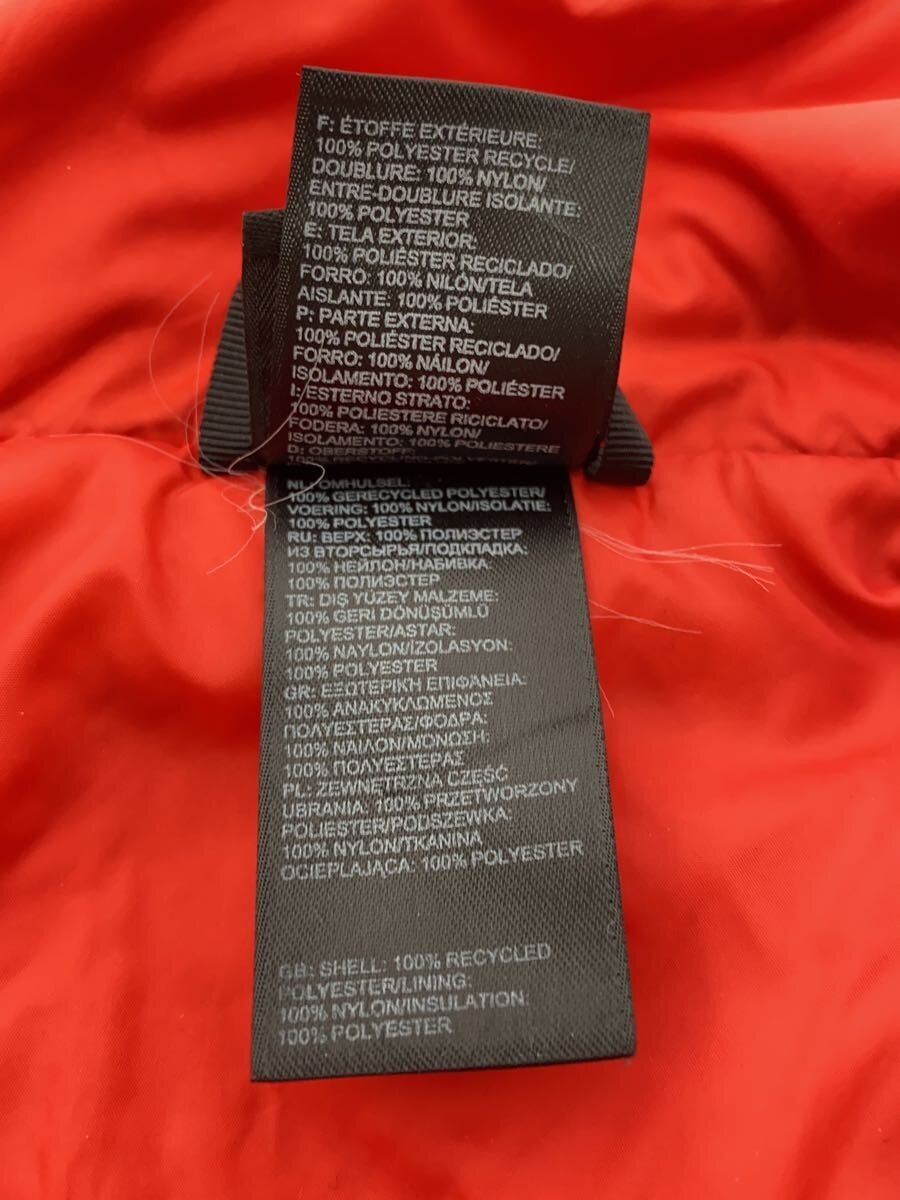 F: ÉTOFFE EXTÉRIEURE:
100% POLYESTER RECYCLE/
DOUBLURE: 100% NYLON/
ENTRE-DOUBLURE ISOLANTE:
100% POLYESTER
E: TELA EXTERIOR:
100% POLIÉSTER RECICLADO/
FORRO: 100% NILÓN/TELA
AISLANTE: 100% POLIÉSTER
P: PARTE EXTERNA:
100% POLIÉSTER RECICLADO/
FORRO: 100% NÁILON/
ISOLAMENTO: 100% POLIÉSTER
I: ESTERNO STRATO:
100% POLIESTERE RICICLATO/
FODERA: 100% NYLON/
ISOLAMENTO: 100% POLIESTERE
D: OBERSTOFF:
NL: OMHULSEL:
100% GERECYCLED POLYESTER/
VOERING: 100% NYLON/ISOLATIE:
100% POLYESTER
RU: ВЕРХ: 100% ПОЛИЭСТЕР
ИЗ ВТОРСЫРЬЯ/ПОДКЛАДКА:
100% НЕЙЛОН/НАБИВКА:
100% ПОЛИЭСТЕР
TR: DIŞ YÜZEY MALZEME:
100% GERI DÖNÜŞÜMLÜ
POLYESTER/ASTAR:
100% NAYLON/İZOLASYON:
100% POLYESTER
GR: ΕΞΩΤΕΡΙΚΗ ΕΠΙΦΑΝΕΙΑ:
100% ΑΝΑΚΥΚΛΩΜΕΝΟΣ
ΠΟΛΥΕΣΤΕΡΑΣ/ΦΟΔΡΑ:
100% ΝΑΙΛΟΝ/ΜΟΝΩΣΗ:
100% ΠΟΛΥΕΣΤΕΡΑΣ
PL: ZEWNĘTRZNA CZĘŚĆ
UBRANIA: 100% PRZETWORZONY
POLIESTER/PODSZEWKA:
100% NYLON/TKANINA
OCIEPLAJĄCA: 100% POLYESTER
GB: SHELL: 100% RECYCLED
POLYESTER/LINING:
100% NYLON/INSULATION:
100% POLYESTER